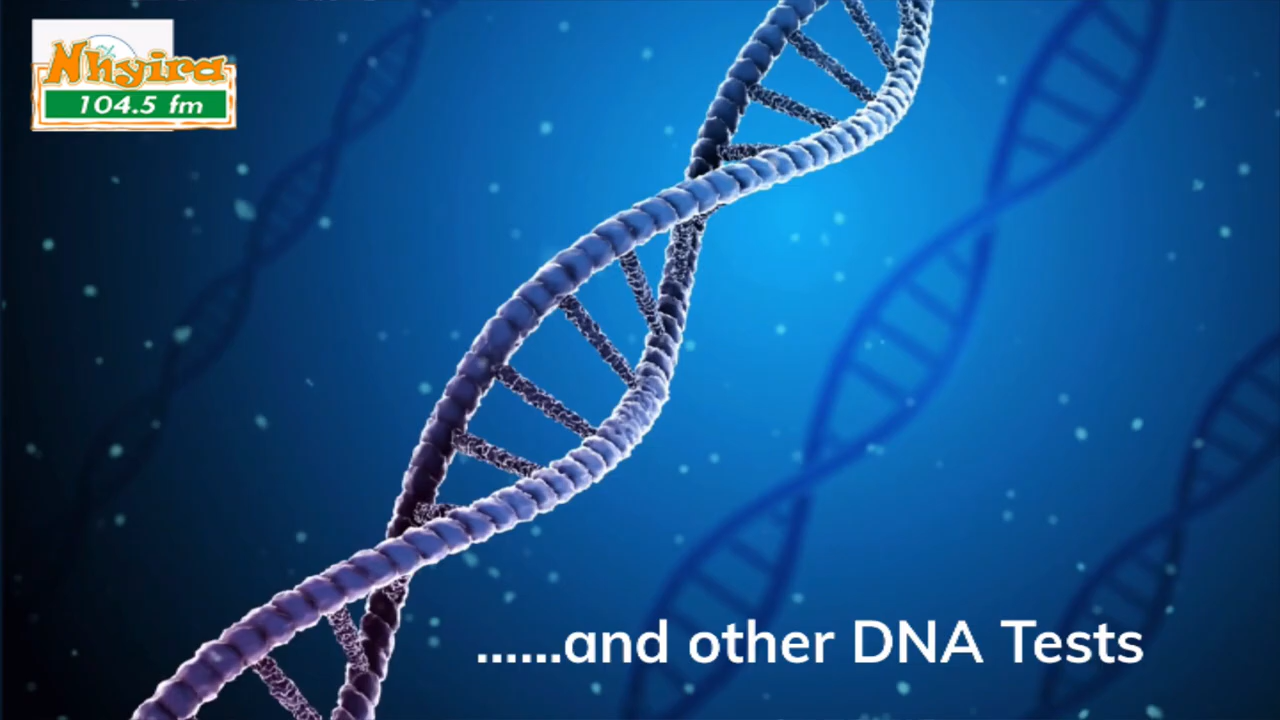 Nhyira
104.5 fm
......and other DNA Tests